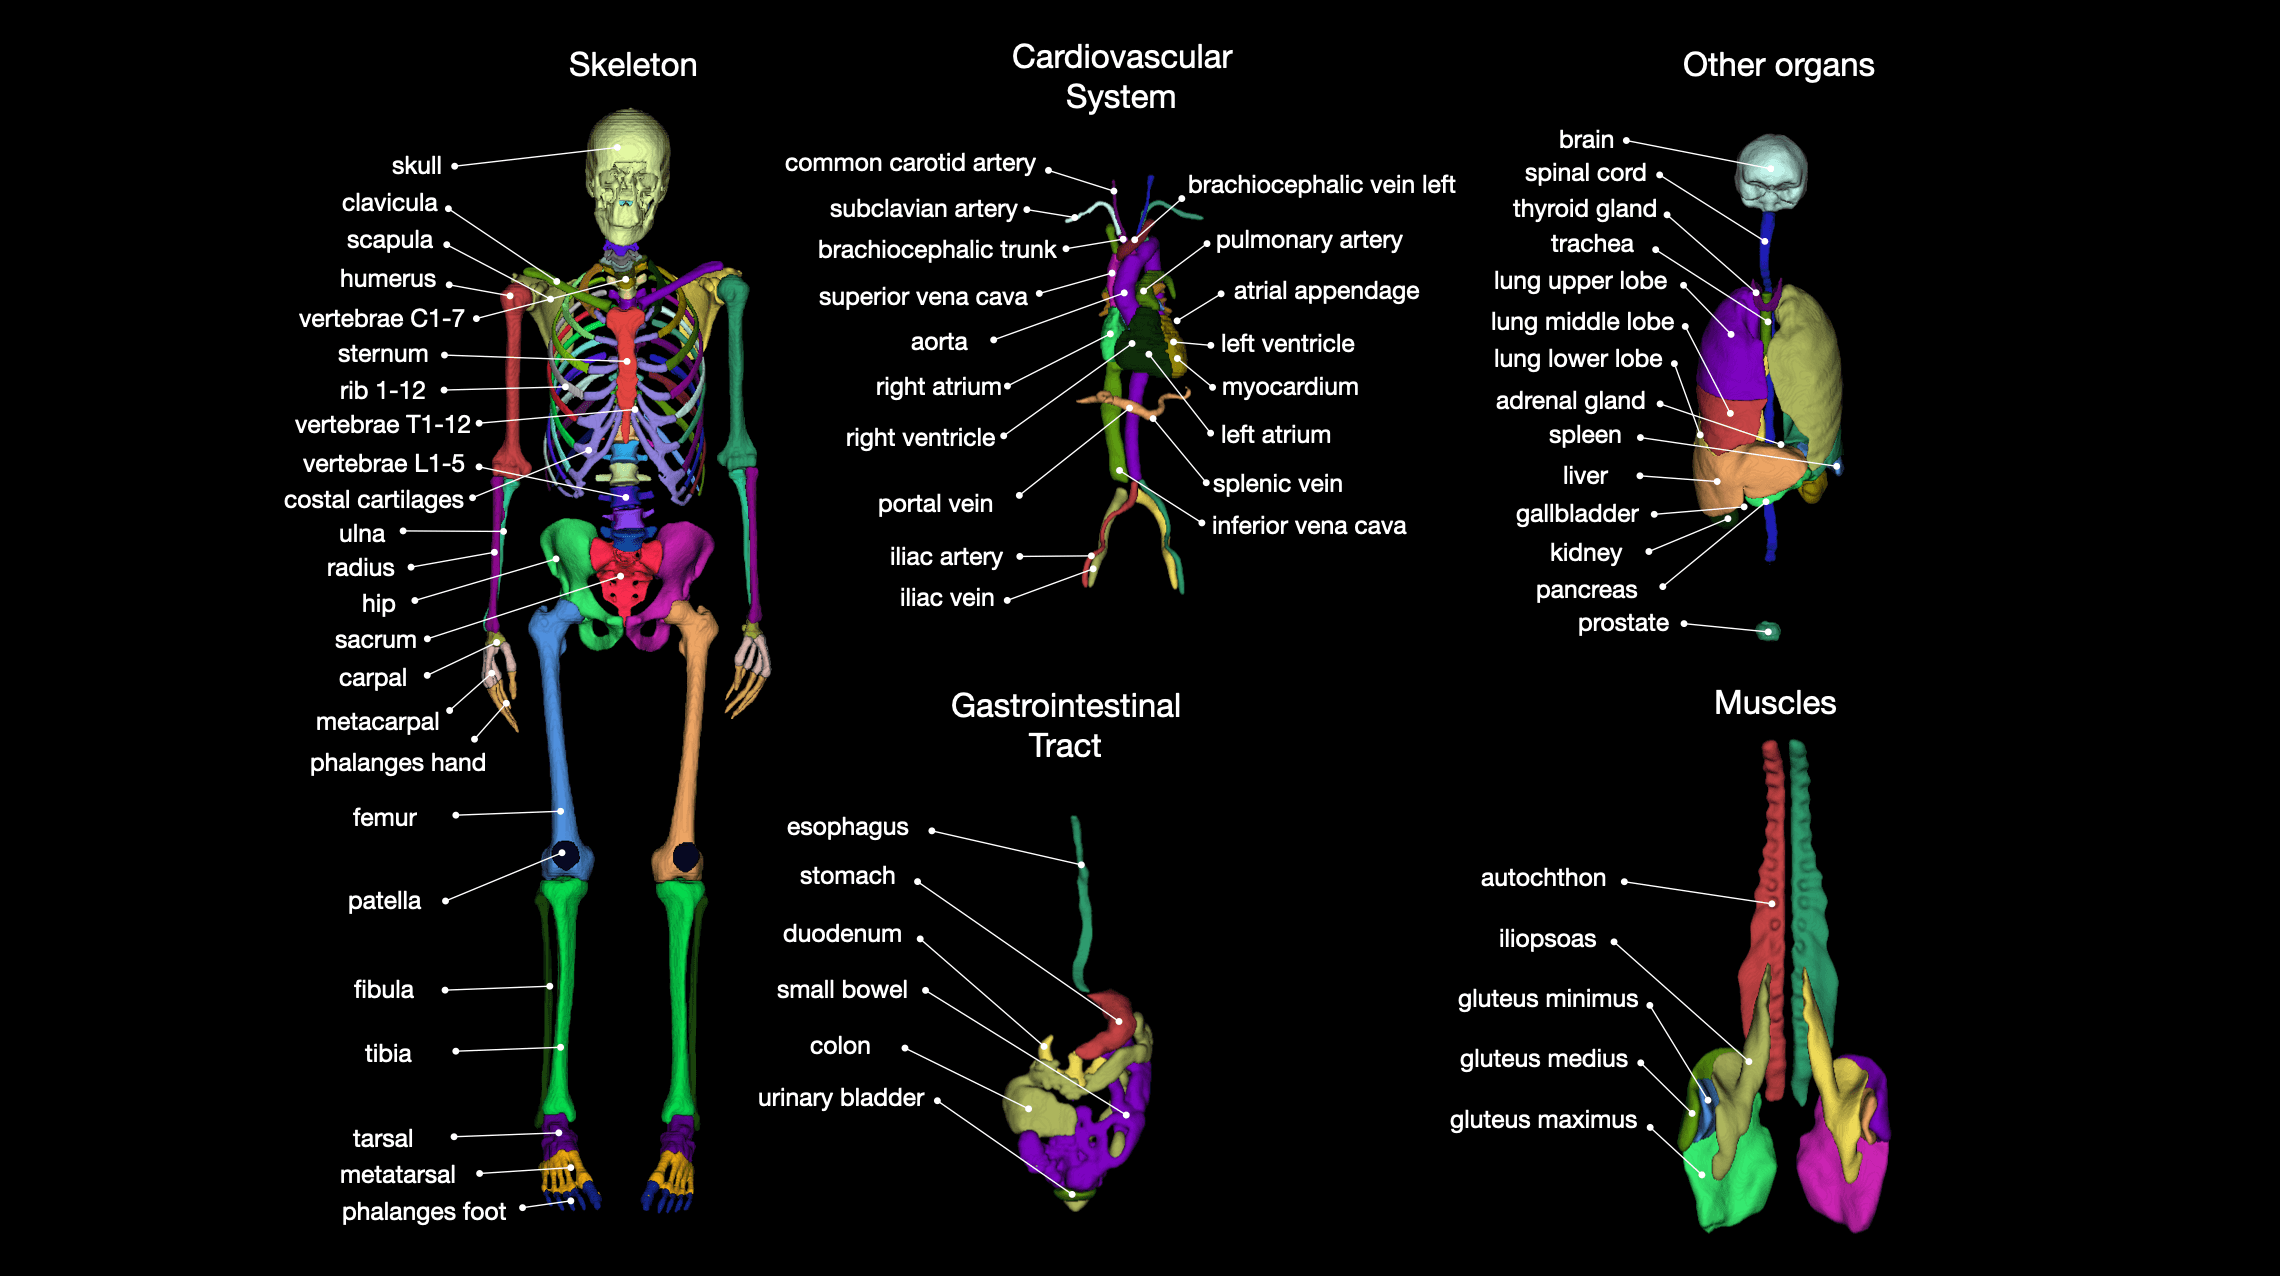 Skeleton
skull
clavicula
scapula
humerus
vertebrae C1-7
sternum
rib 1-12
vertebrae T1-12
vertebrae L1-5
costal cartilages
ulna
radius
hip
sacrum
carpal
metacarpal
phalanges hand
femur
patella
fibula
tibia
tarsal
metatarsal
phalanges foot
Cardiovascular
System
common carotid artery
subclavian artery
brachiocephalic trunk
superior vena cava
aorta
right atrium
right ventricle
portal vein
iliac artery
iliac vein
brachiocephalic vein left
pulmonary artery
atrial appendage
left ventricle
myocardium
left atrium
splenic vein
inferior vena cava
Gastrointestinal
Tract
esophagus
stomach
duodenum
small bowel
colon
urinary bladder
Other organs
brain
spinal cord
thyroid gland
trachea
lung upper lobe
lung middle lobe
lung lower lobe
adrenal gland
spleen
liver
gallbladder
kidney
pancreas
prostate
Muscles
autochthon
iliopsoas
gluteus minimus
gluteus medius
gluteus maximus